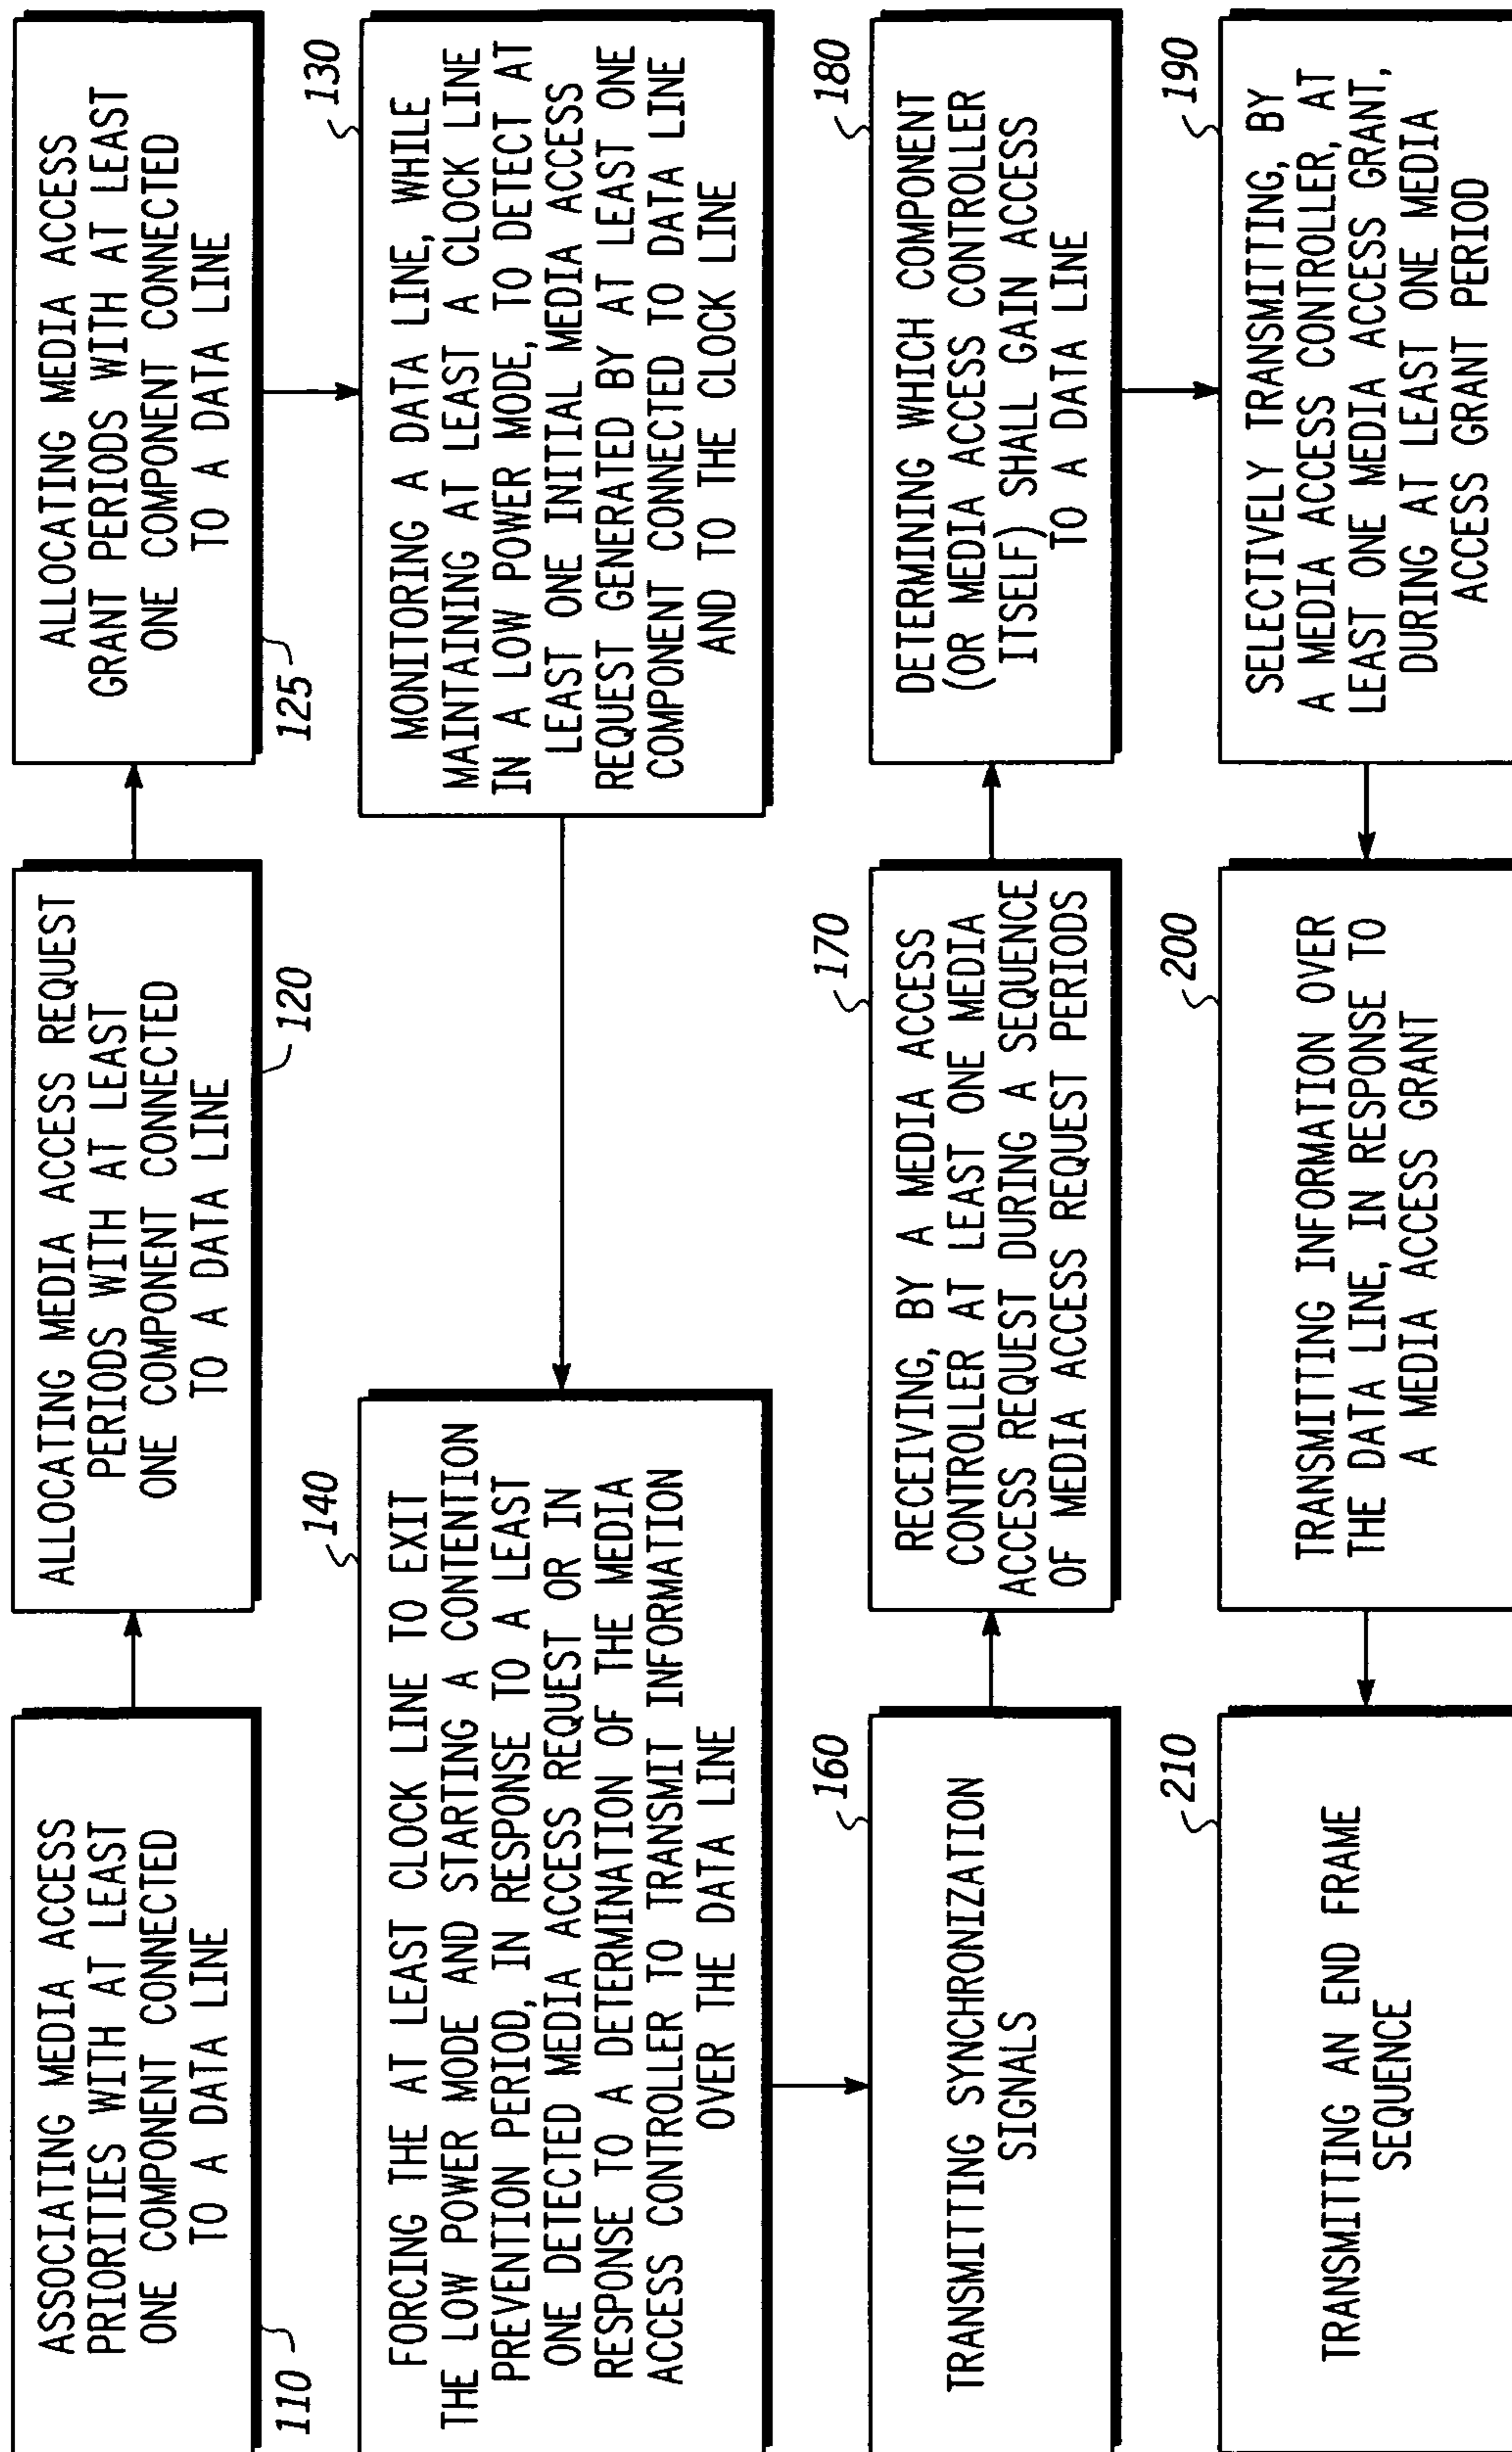 ASSOCIATING MEDIA ACCESS
PRIORITIES WITH AT LEAST
ONE COMPONENT CONNECTED
TO A DATA LINE
110
ALLOCATING MEDIA ACCESS REQUEST
PERIODS WITH AT LEAST
ONE COMPONENT CONNECTED
TO A DATA LINE
120
ALLOCATING MEDIA ACCESS
GRANT PERIODS WITH AT LEAST
ONE COMPONENT CONNECTED
TO A DATA LINE
125
130
MONITORING A DATA LINE, WHILE
MAINTAINING AT LEAST A CLOCK LINE
IN A LOW POWER MODE, TO DETECT AT
LEAST ONE INITIAL MEDIA ACCESS
REQUEST GENERATED BY AT LEAST ONE
COMPONENT CONNECTED TO DATA LINE
AND TO THE CLOCK LINE
140
FORCING THE AT LEAST CLOCK LINE TO EXIT
THE LOW POWER MODE AND STARTING A CONTENTION
PREVENTION PERIOD, IN RESPONSE TO A LEAST
ONE DETECTED MEDIA ACCESS REQUEST OR IN
RESPONSE TO A DETERMINATION OF THE MEDIA
ACCESS CONTROLLER TO TRANSMIT INFORMATION
OVER THE DATA LINE
160
TRANSMITTING SYNCHRONIZATION
SIGNALS
170
RECEIVING, BY A MEDIA ACCESS
CONTROLLER AT LEAST ONE MEDIA
ACCESS REQUEST DURING A SEQUENCE
OF MEDIA ACCESS REQUEST PERIODS
180
DETERMINING WHICH COMPONENT
(OR MEDIA ACCESS CONTROLLER
ITSELF) SHALL GAIN ACCESS
TO A DATA LINE
190
SELECTIVELY TRANSMITTING, BY
A MEDIA ACCESS CONTROLLER, AT
LEAST ONE MEDIA ACCESS GRANT,
DURING AT LEAST ONE MEDIA
ACCESS GRANT PERIOD
200
TRANSMITTING INFORMATION OVER
THE DATA LINE, IN RESPONSE TO
A MEDIA ACCESS GRANT
210
TRANSMITTING AN END FRAME
SEQUENCE